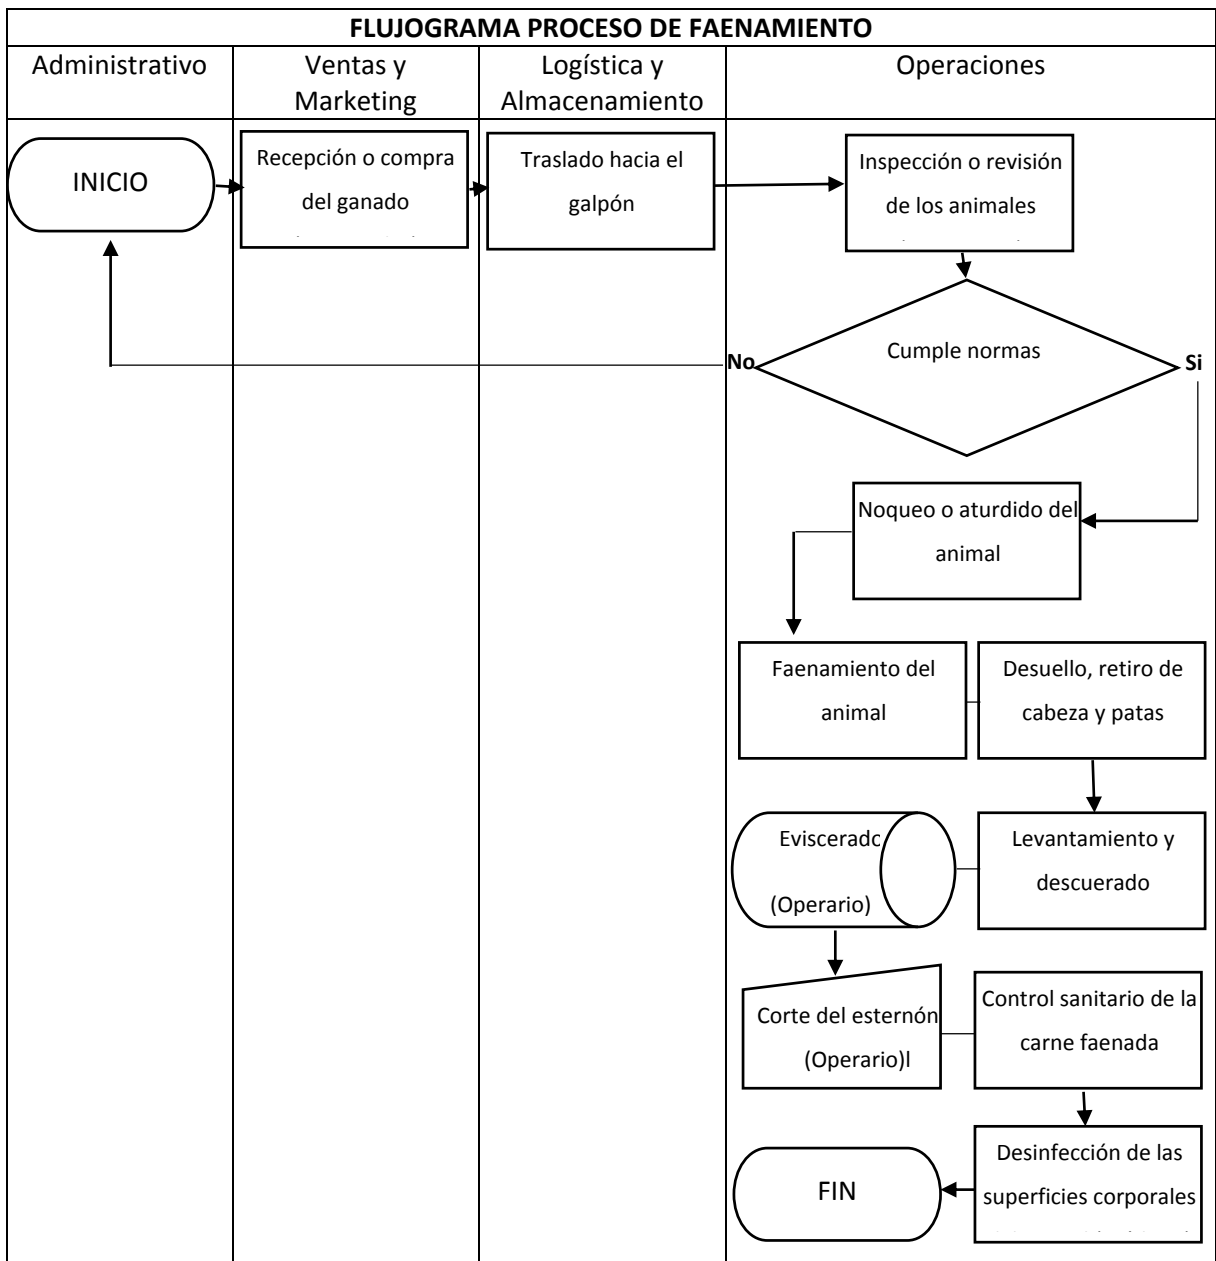 FLUJOGRAMA PROCESO DE FAENAMIENTO
Administrativo
Ventas y
Marketing
Logística y
Almacenamiento
Operaciones
INICIO
Recepción o compra
del ganado
Traslado hacia el
galpón
Inspección o revisión
de los animales
Cumple normas
No
Si
Noqueo o aturdido del
animal
Faenamiento del
animal
Desuello, retiro de
cabeza y patas
Eviscerado
(Operario)
Levantamiento y
descuerado
Corte del esternón
(Operario)l
Control sanitario de la
carne faenada
Desinfección de las
superficies corporales
FIN